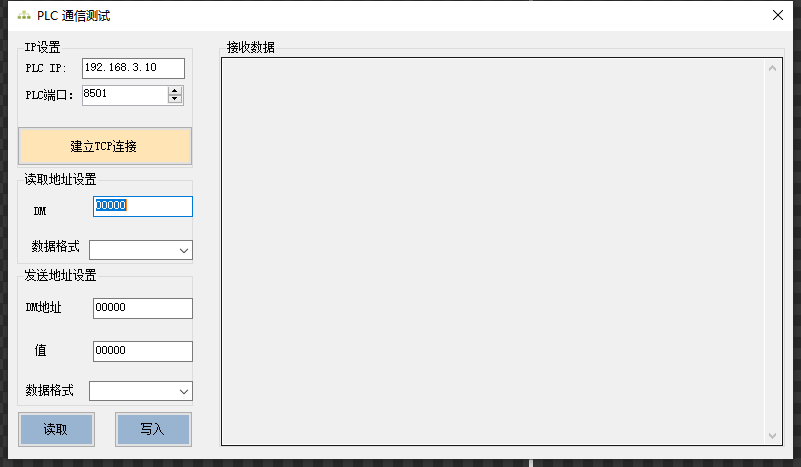 PLC 通信测试
IP设置
PLC IP: 192.168.3.10
PLC端口: 8501
建立TCP连接
读取地址设置
DM 00000
数据格式
发送地址设置
DM地址 00000
值 00000
数据格式
读取 写入
接收数据